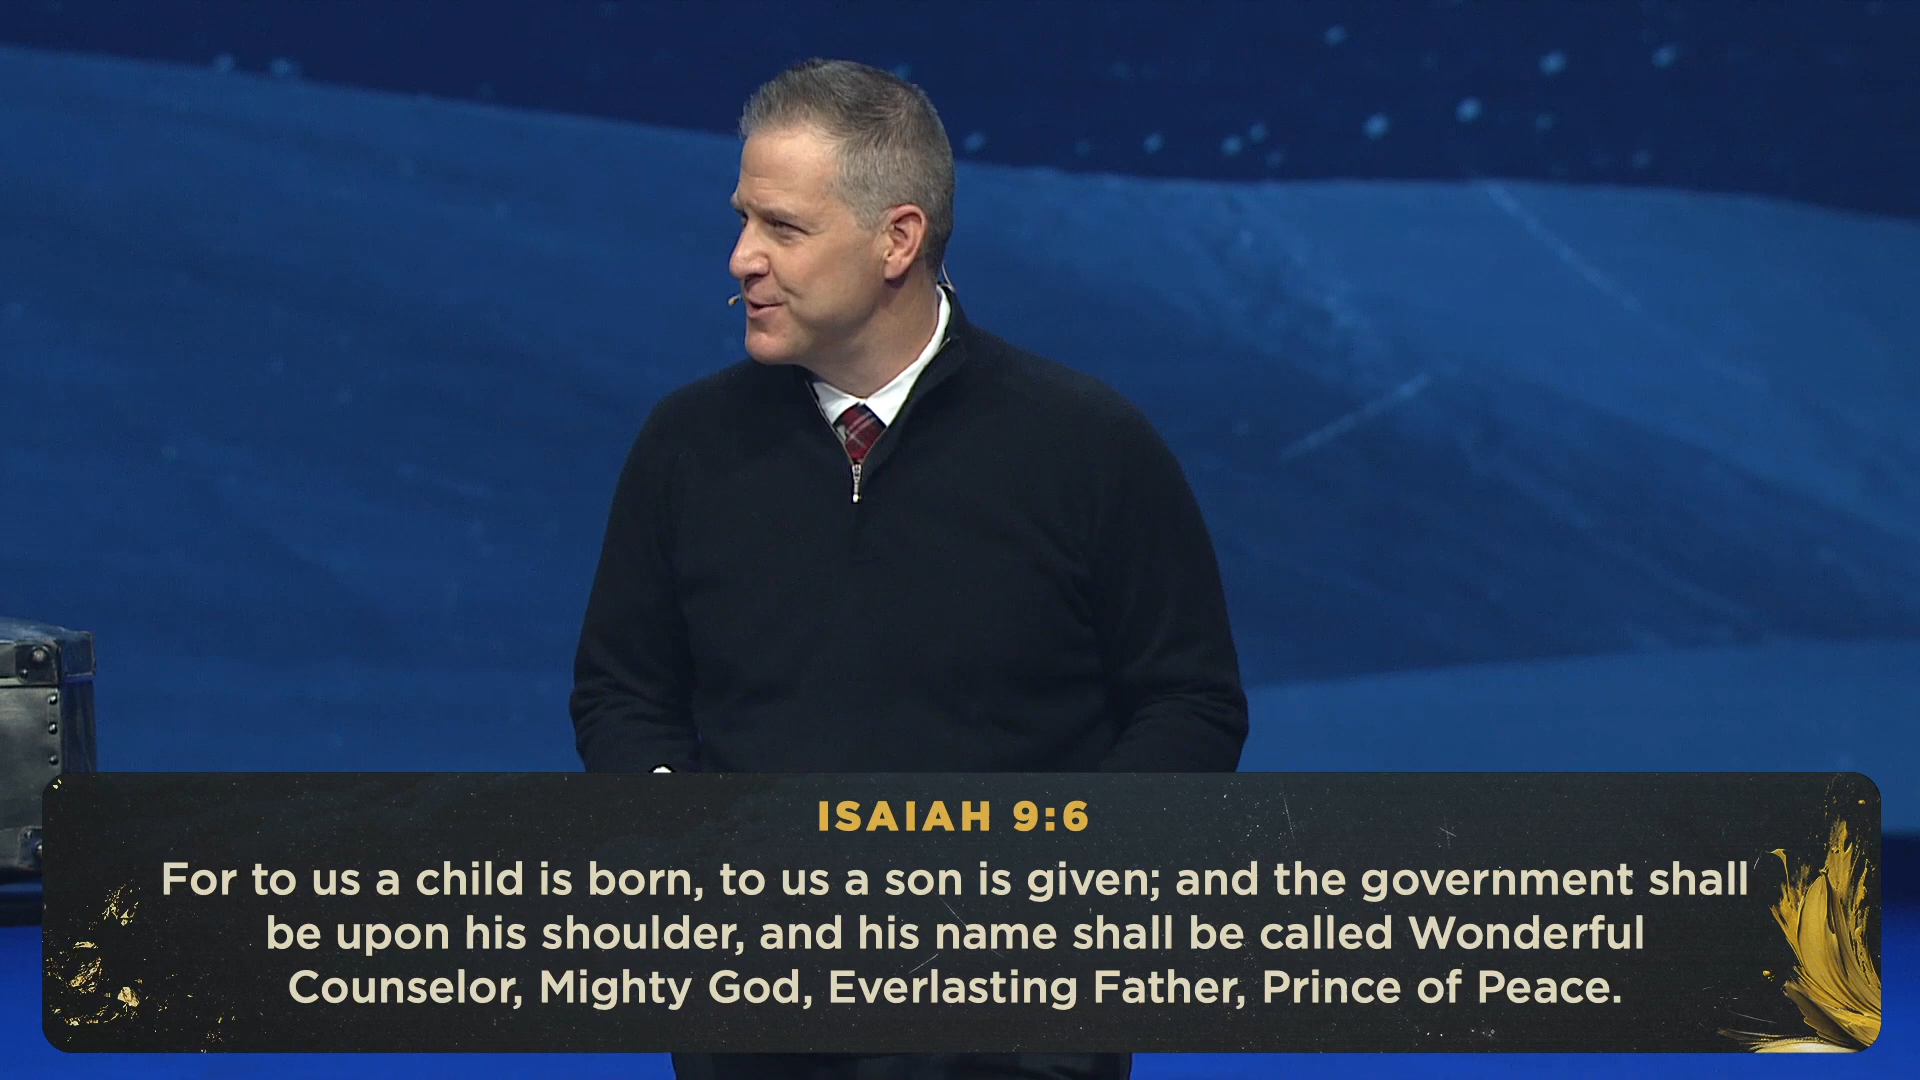 ISAIAH 9:6
For to us a child is born, to us a son is given; and the government shall
be upon his shoulder, and his name shall be called Wonderful
Counselor, Mighty God, Everlasting Father, Prince of Peace.